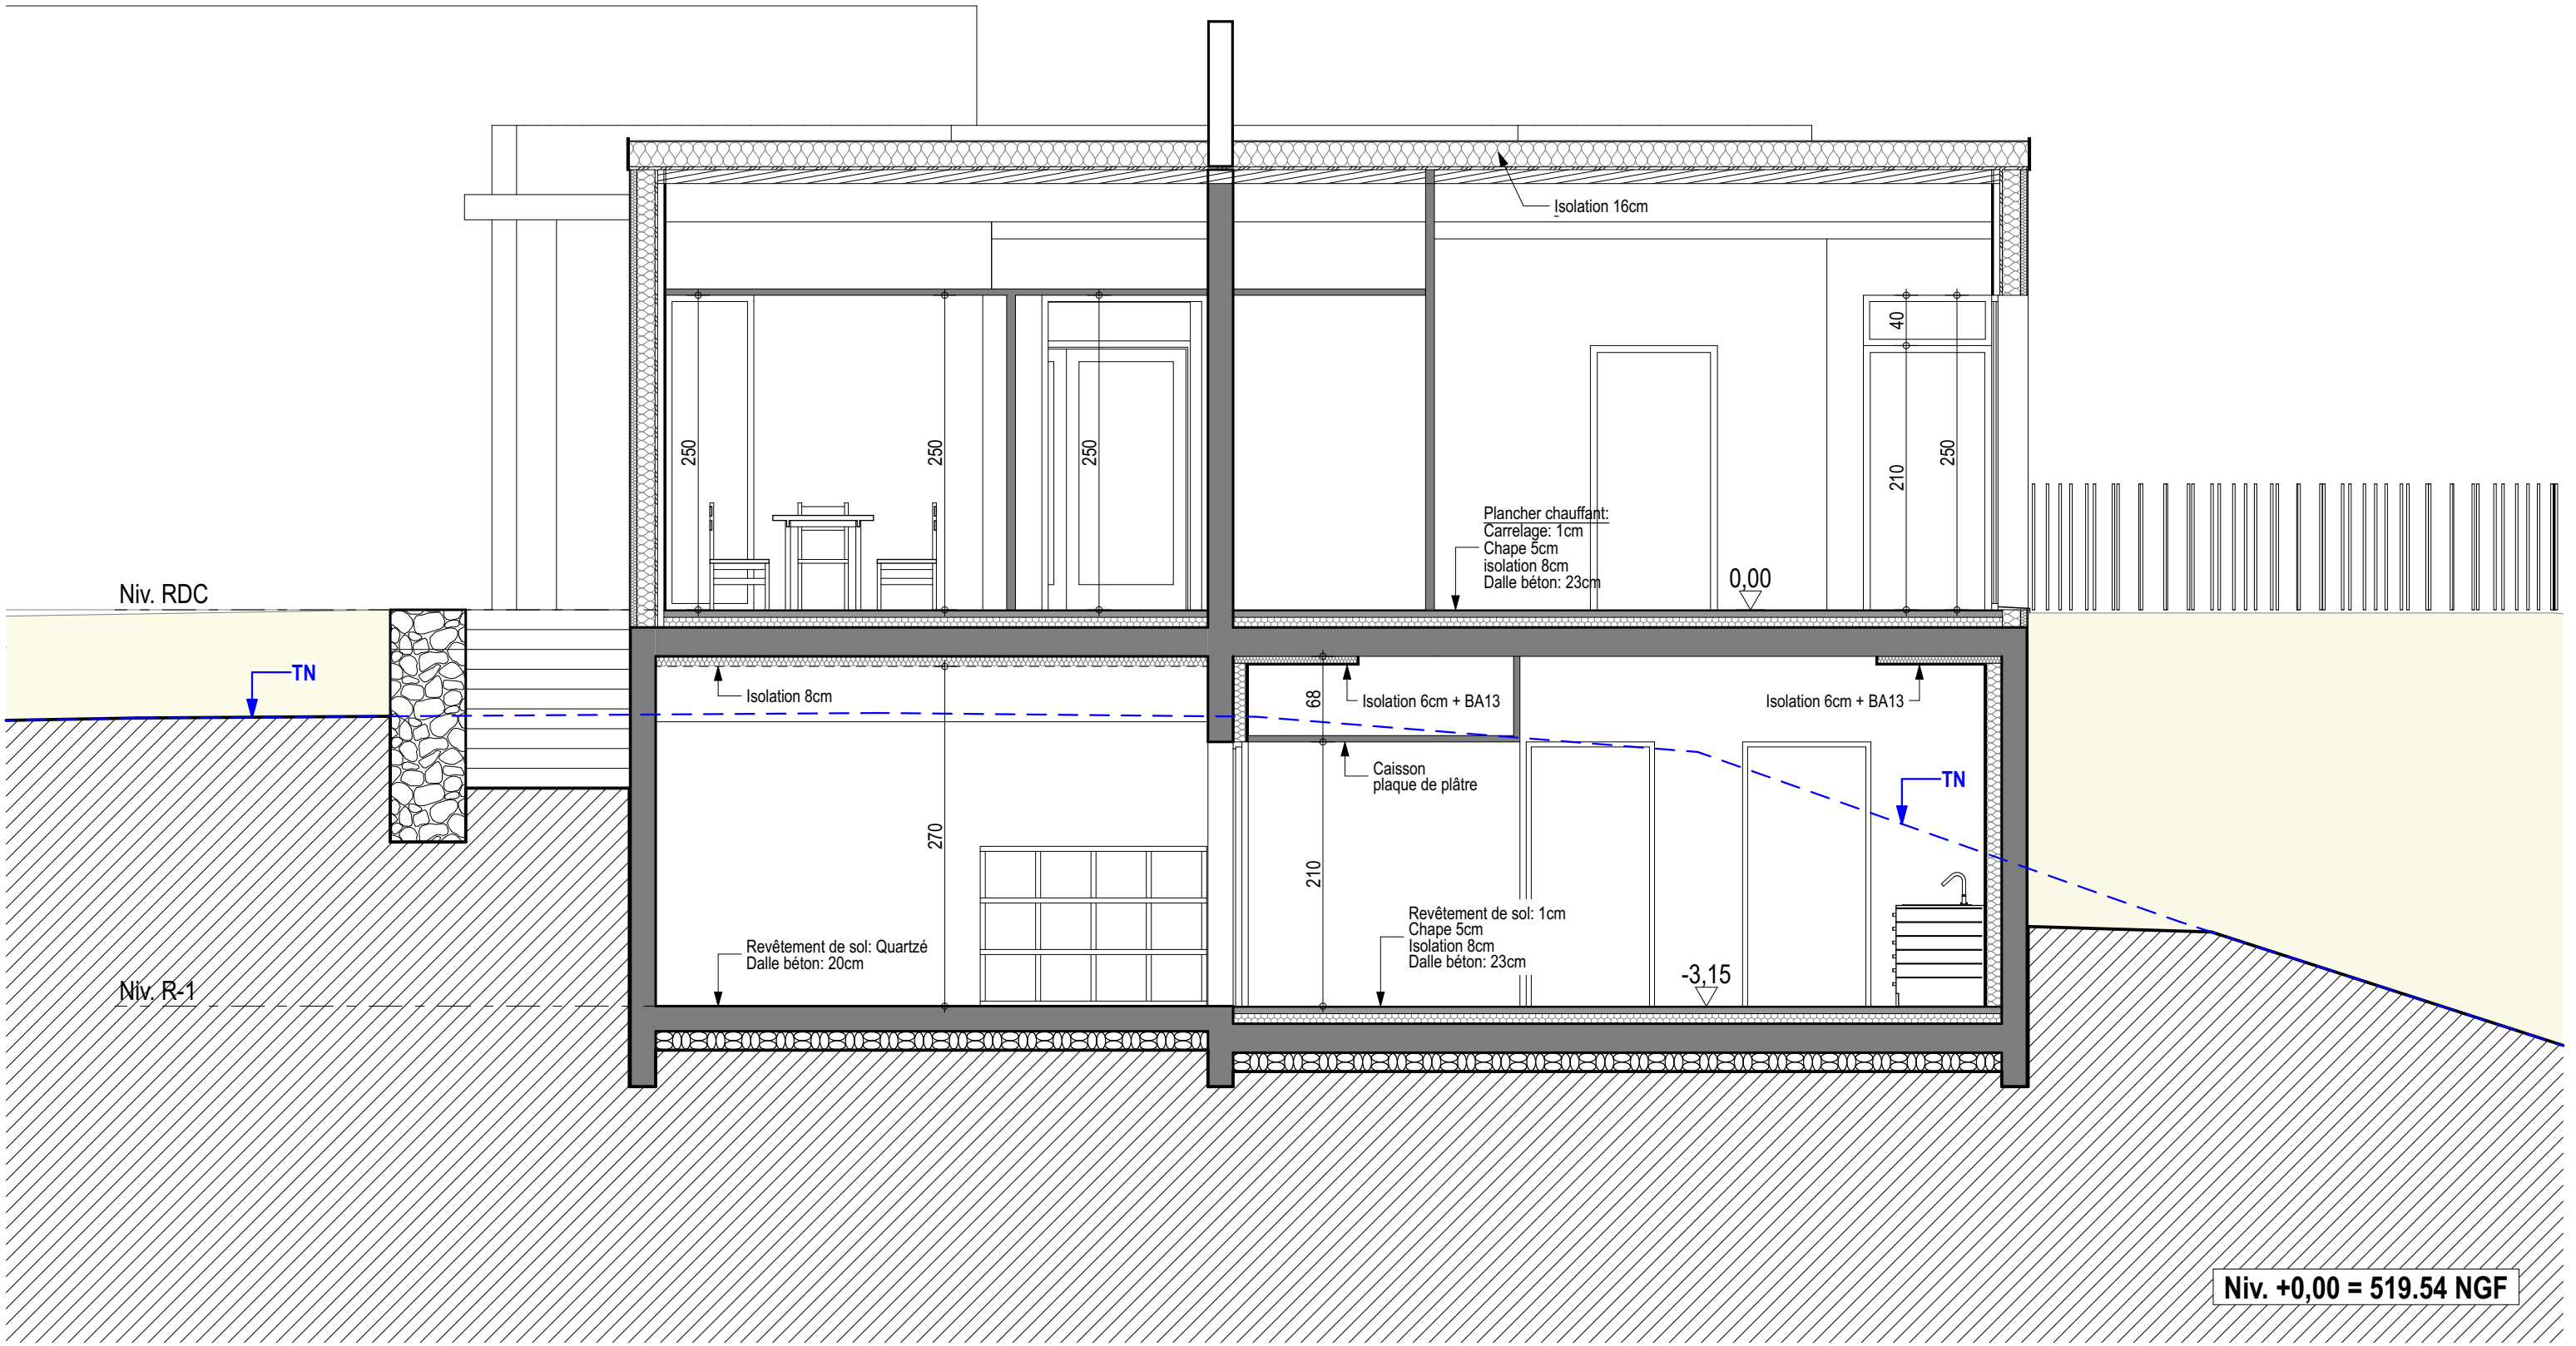 Isolation 16cm
40
250
250
250
210
250
Plancher chauffant:
Carrelage: 1cm
Chape 5cm
isolation 8cm
Dalle béton: 23cm
0,00
Niv. RDC
TN
Isolation 8cm
68
Isolation 6cm + BA13
Isolation 6cm + BA13
Caisson
plaque de plâtre
TN
270
210
Revêtement de sol: Quartzé
Dalle béton: 20cm
Revêtement de sol: 1cm
Chape 5cm
Isolation 8cm
Dalle béton: 23cm
-3,15
Niv. R-1
Niv. +0,00 = 519.54 NGF